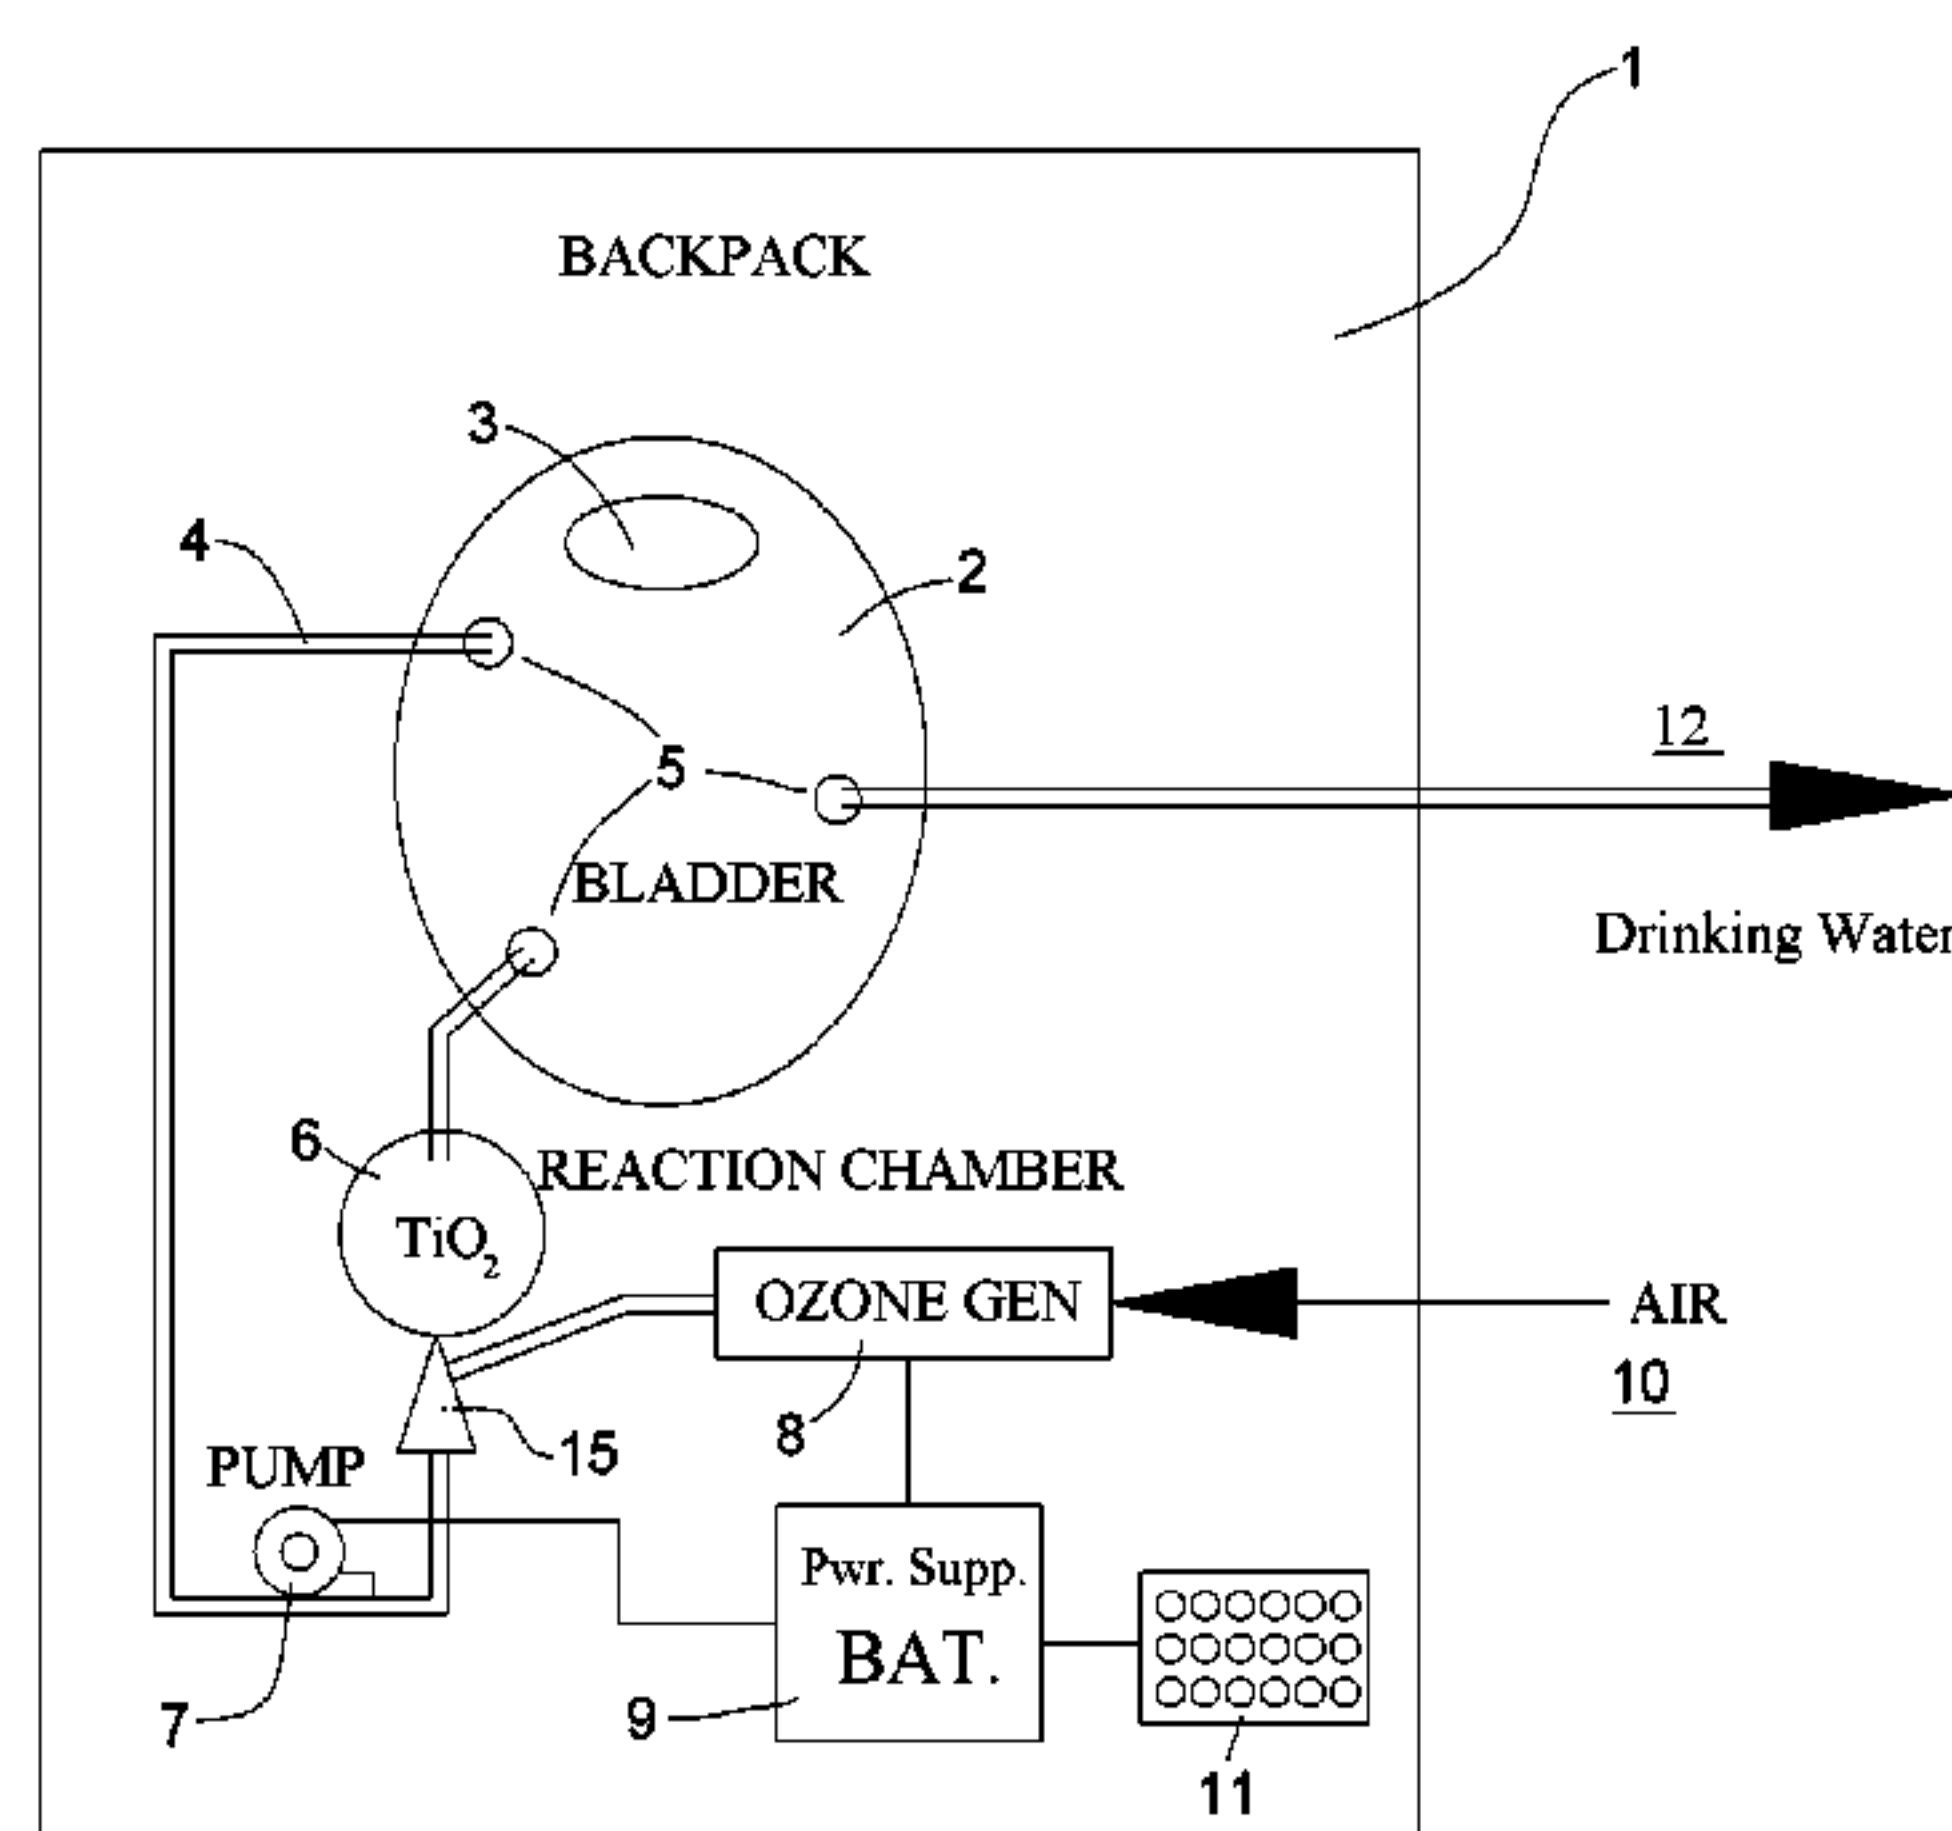 1
BACKPACK
3
4
2
12
5
BLADDER
Drinking Water
6
REACTION CHAMBER
TiO₂
OZONE GEN
AIR
10
8
15
PUMP
Pwr. Supp.
BAT.
9
7
11